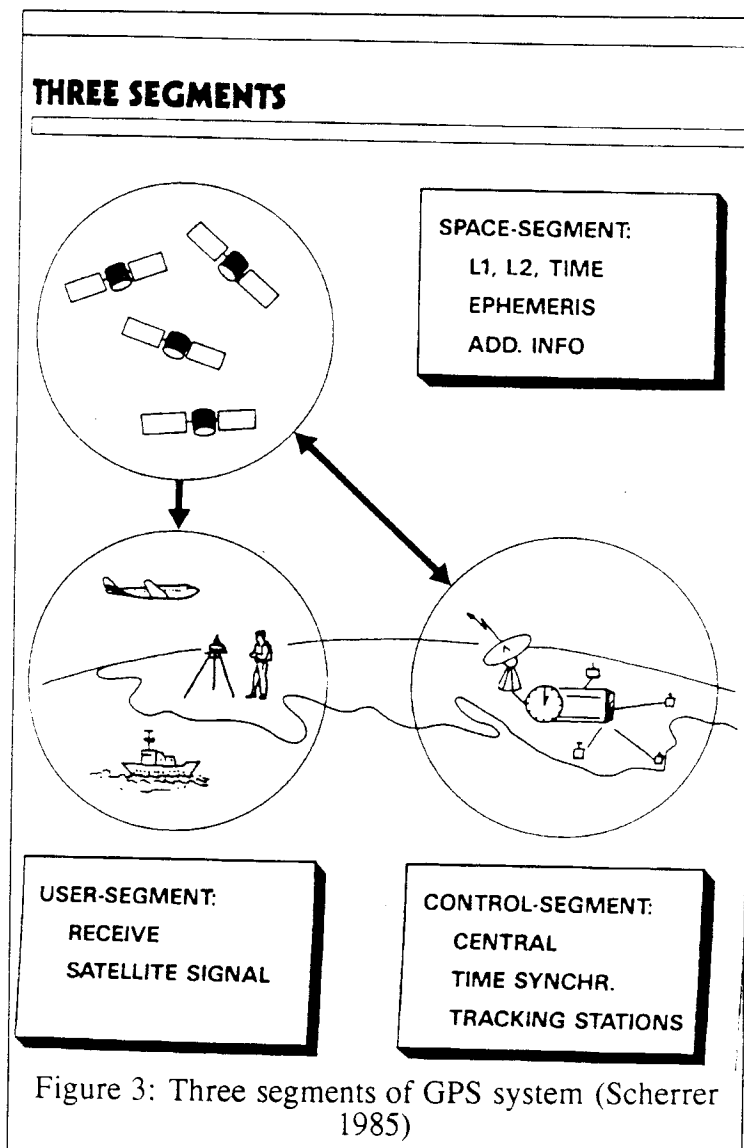 THREE SEGMENTS
SPACE-SEGMENT:
L1, L2, TIME
EPHEMERIS
ADD. INFO
USER-SEGMENT:
RECEIVE
SATELLITE SIGNAL
CONTROL-SEGMENT:
CENTRAL
TIME SYNCHR.
TRACKING STATIONS
Figure 3: Three segments of GPS system (Scherrer
1985)